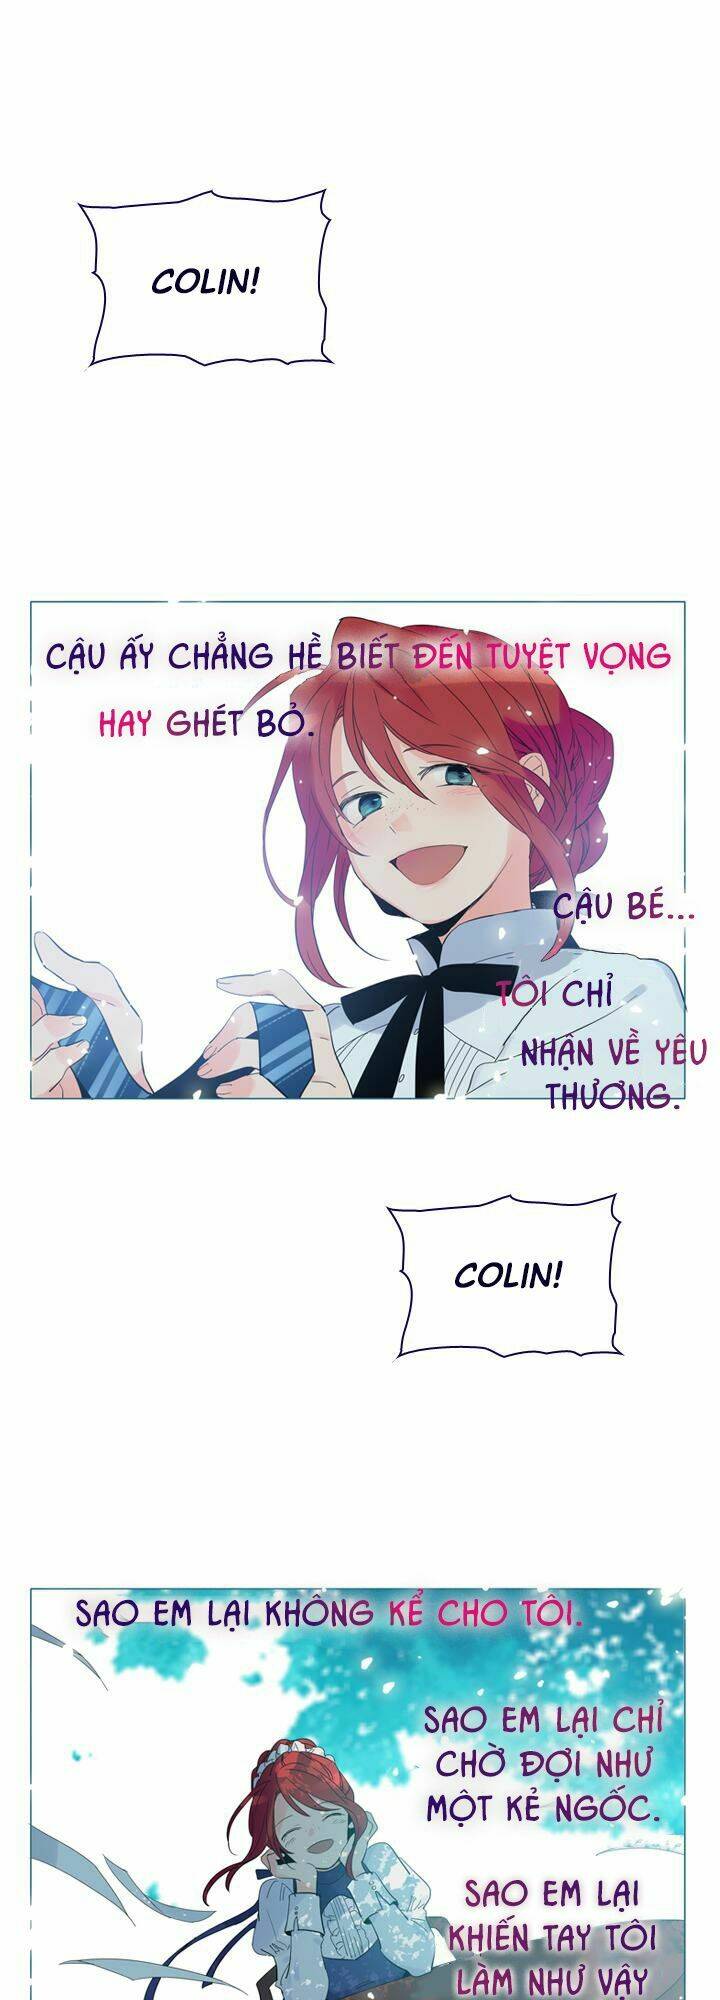 COLIN!
CẬU ẤY CHẲNG HỀ BIẾT ĐẾN TUYỆT VỌNG
HAY GHÉT BỎ.
CẬU BÉ...
TÔI CHỈ
NHẬN VỀ YÊU
THƯƠNG.
COLIN!
SAO EM LẠI KHÔNG KỂ CHO TÔI.
SAO EM LẠI CHỈ
CHỜ ĐỢI NHƯ
MỘT KẺ NGỐC.
SAO EM LẠI
KHIẾN TAY TÔI
LÀM NHƯ VẬY